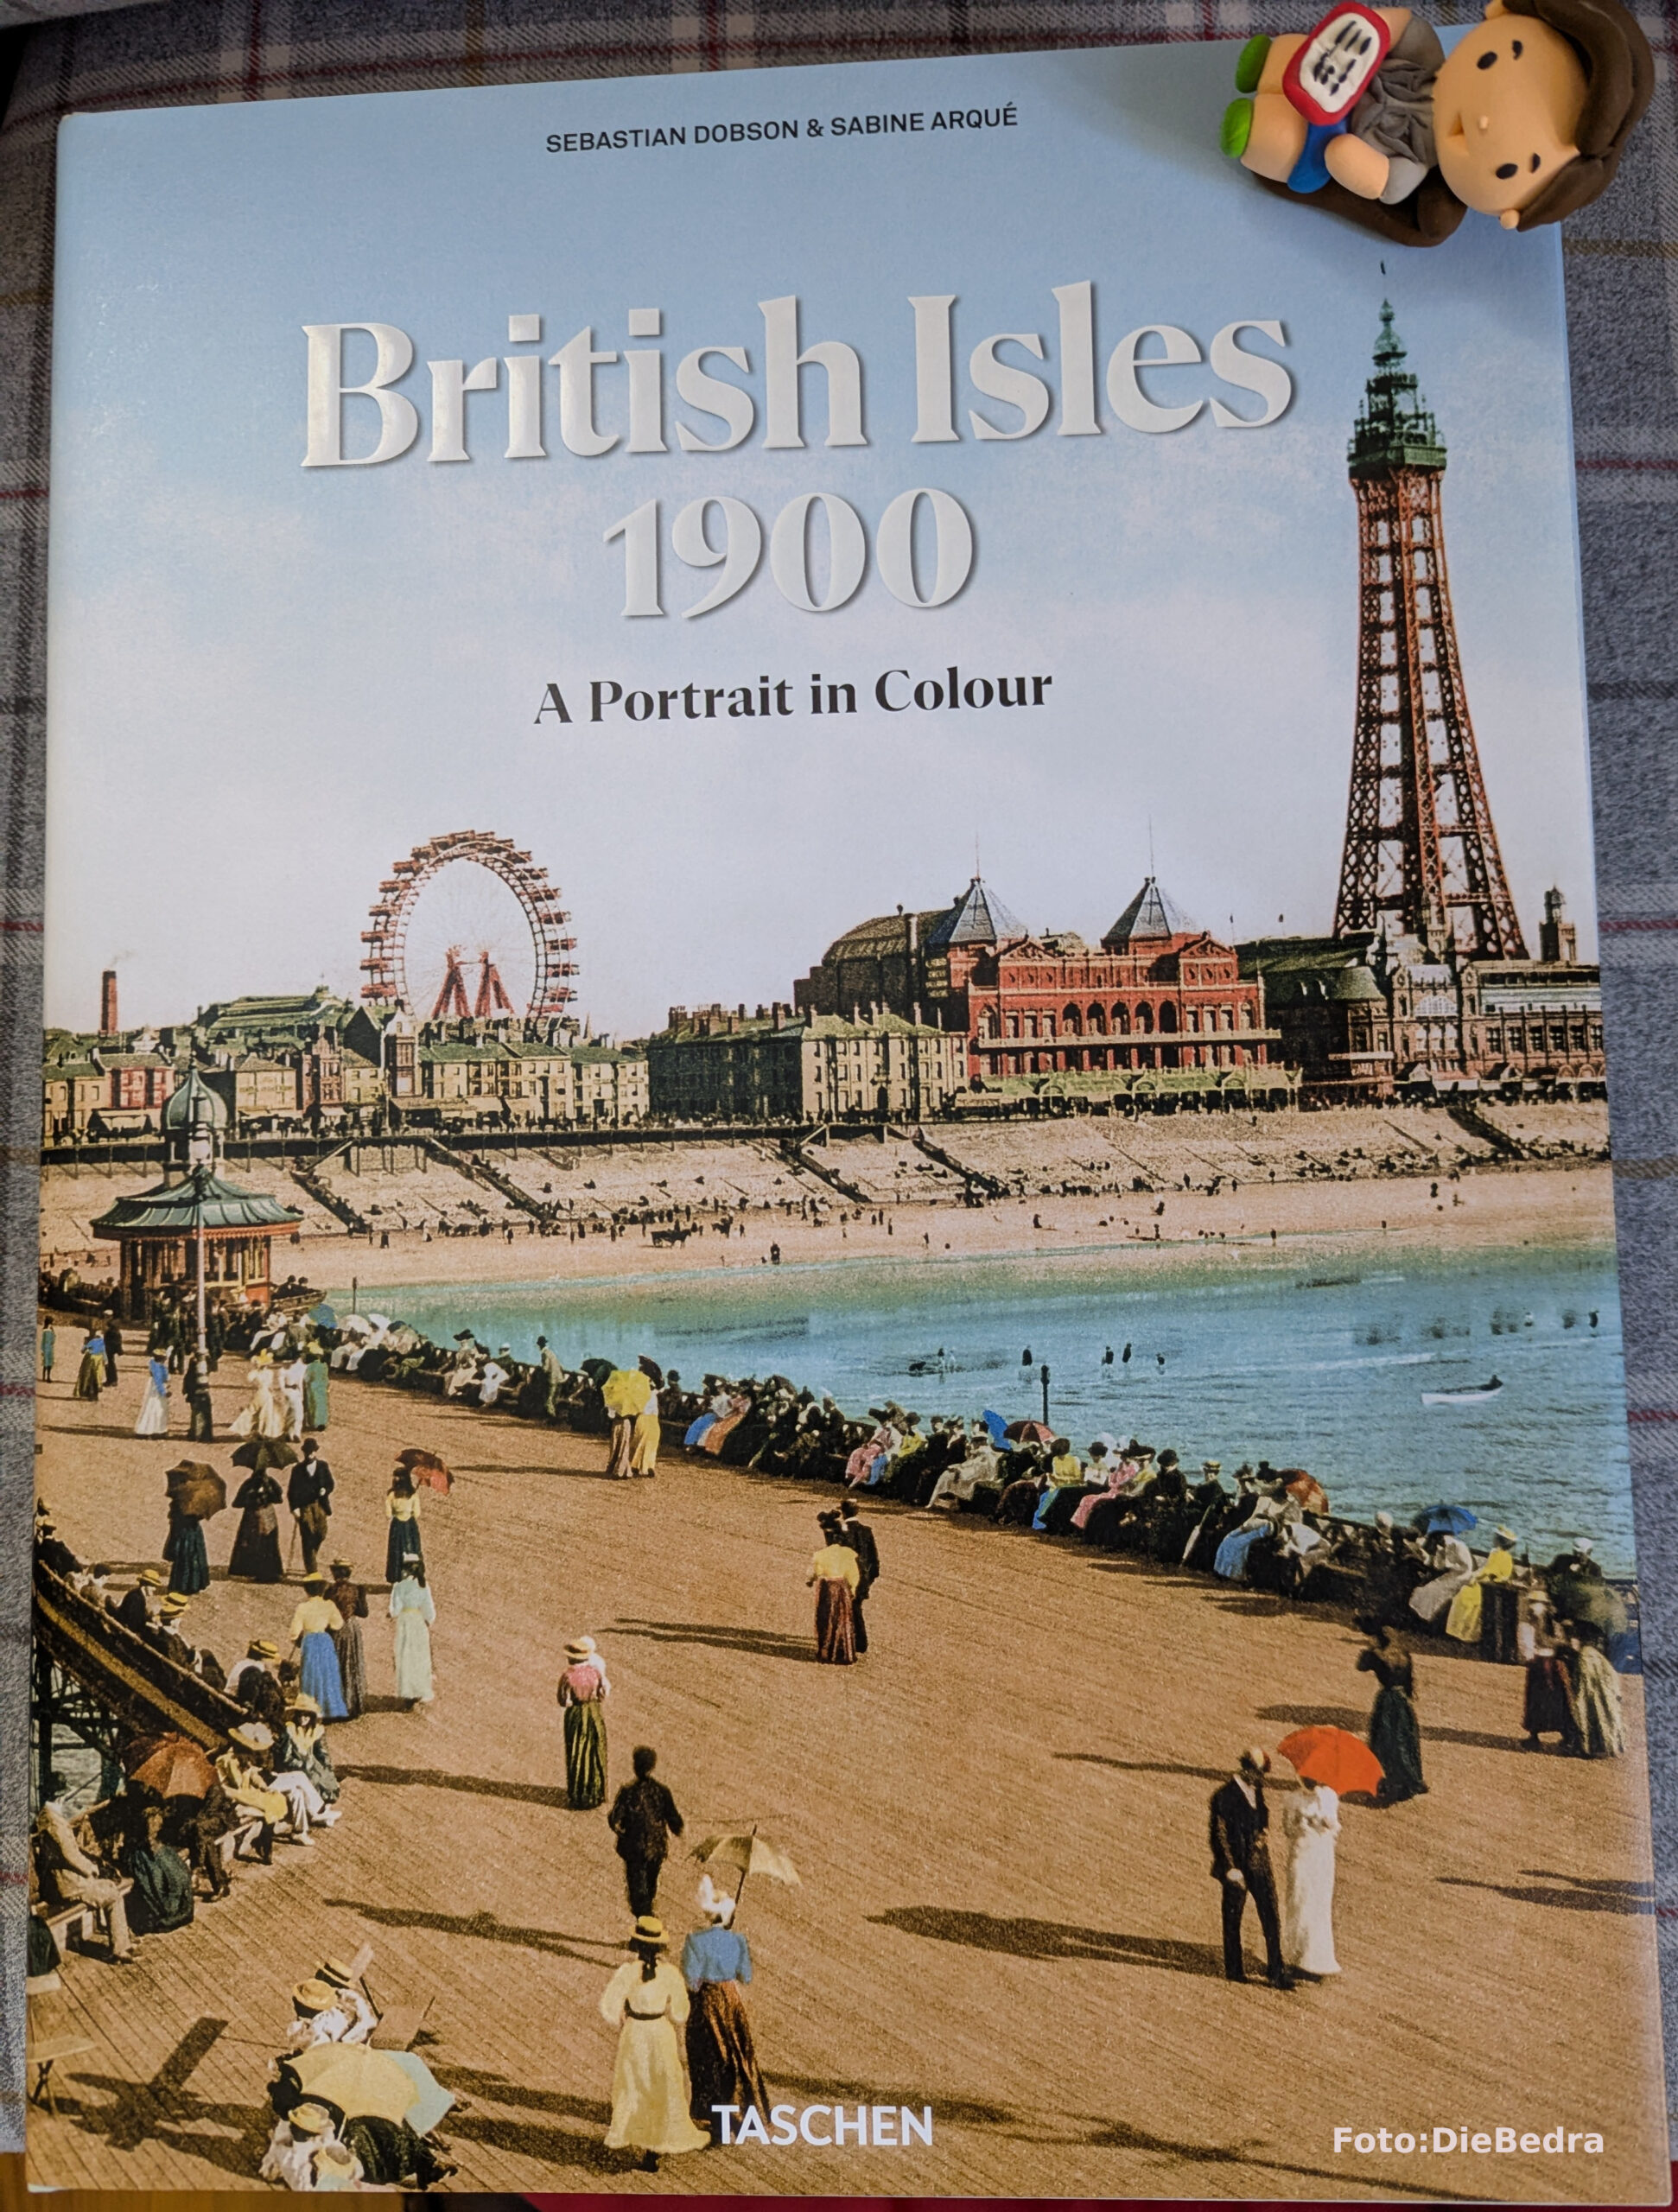 SEBASTIAN DOBSON & SABINE ARQUÉ
British Isles
1900
A Portrait in Colour
TASCHEN
Foto:DieBedra